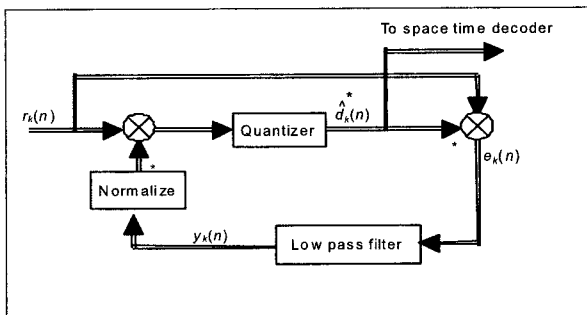 To space time decoder
*
r_k(n)
Quantizer
d̂_k(n)
*
e_k(n)
*
Normalize
y_k(n)
Low pass filter